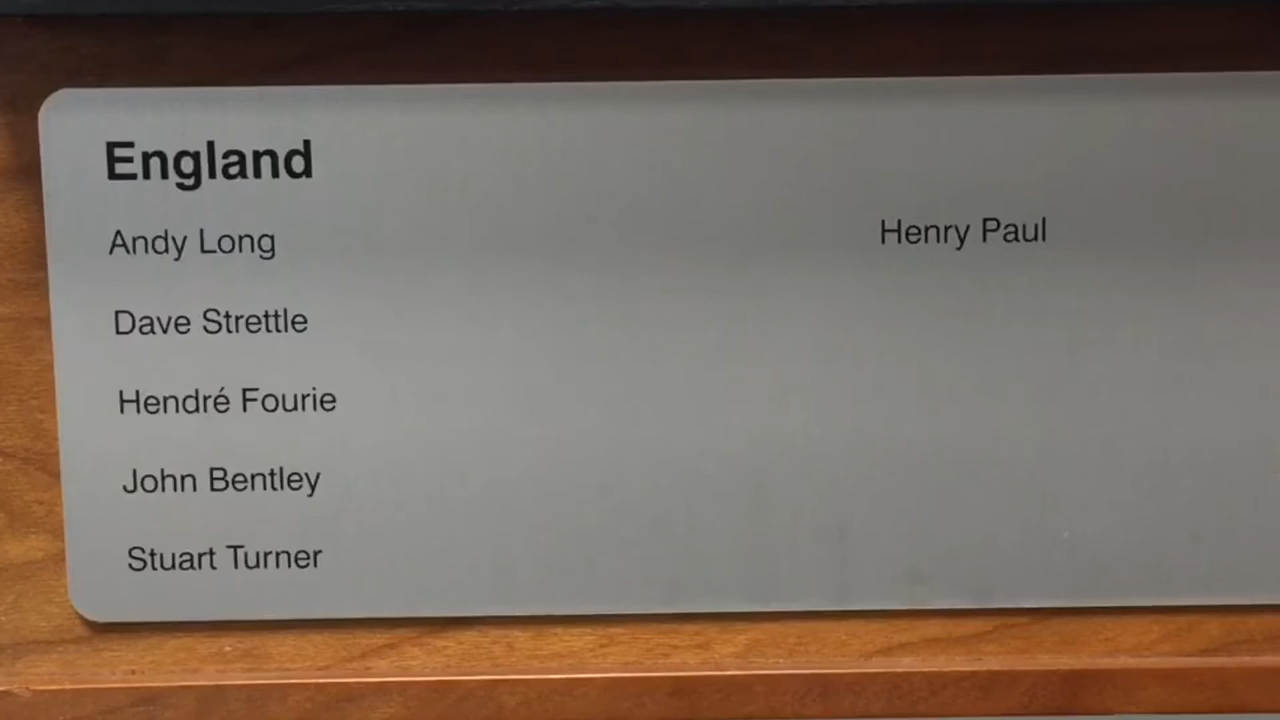 England
Andy Long
Henry Paul
Dave Strettle
Hendré Fourie
John Bentley
Stuart Turner